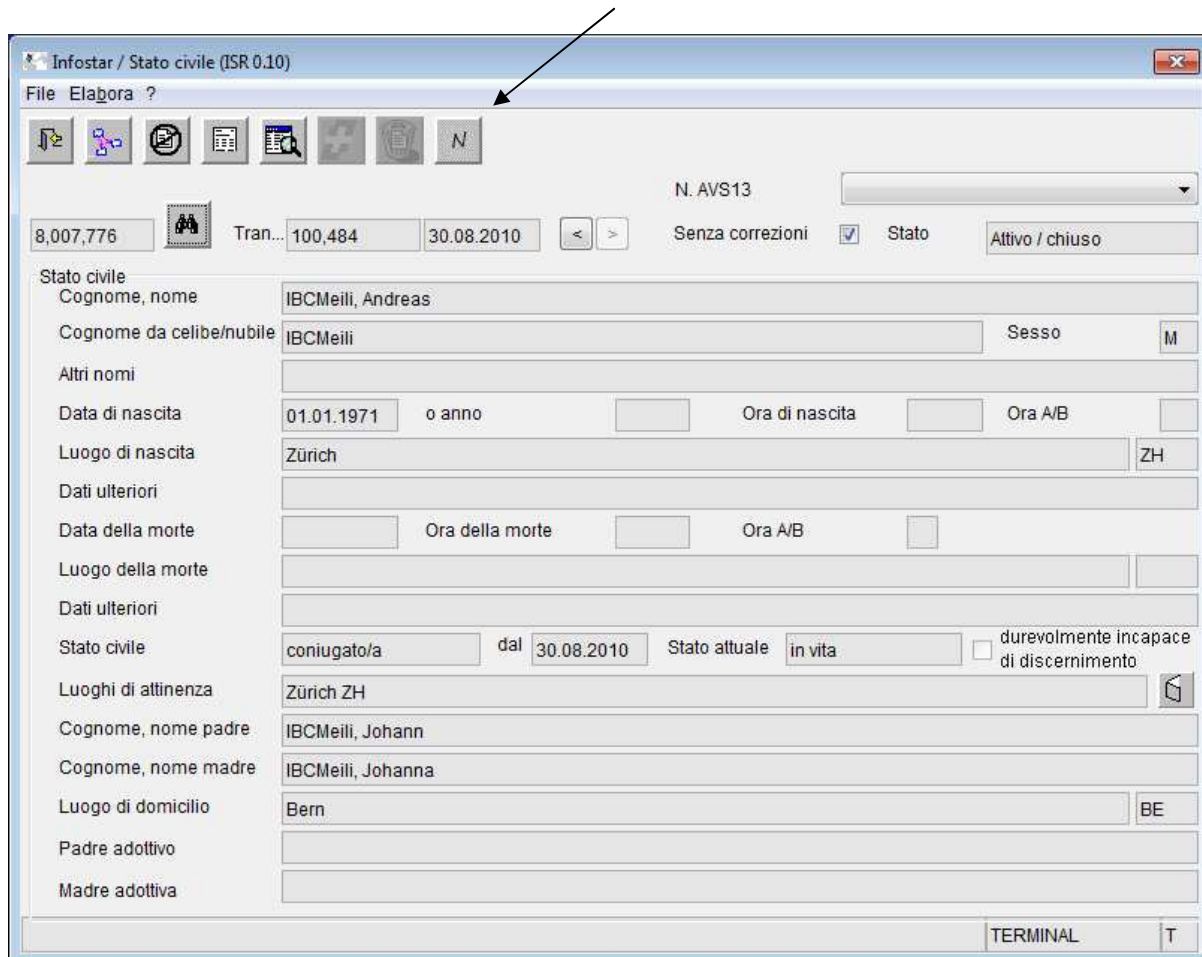 Infostar / Stato civile (ISR 0.10)
File Elabora ?
N
N. AVS13
8,007,776 Tran... 100,484 30.08.2010 < > Senza correzioni Stato Attivo / chiuso
Stato civile
Cognome, nome IBCMeili, Andreas
Cognome da celibe/nubile IBCMeili Sesso M
Altri nomi
Data di nascita 01.01.1971 o anno Ora di nascita Ora A/B
Luogo di nascita Zürich ZH
Dati ulteriori
Data della morte Ora della morte Ora A/B
Luogo della morte
Dati ulteriori
Stato civile coniugato/a dal 30.08.2010 Stato attuale in vita durevolmente incapace
di discernimento
Luoghi di attinenza Zürich ZH
Cognome, nome padre IBCMeili, Johann
Cognome, nome madre IBCMeili, Johanna
Luogo di domicilio Bern BE
Padre adottivo
Madre adottiva
TERMINAL T